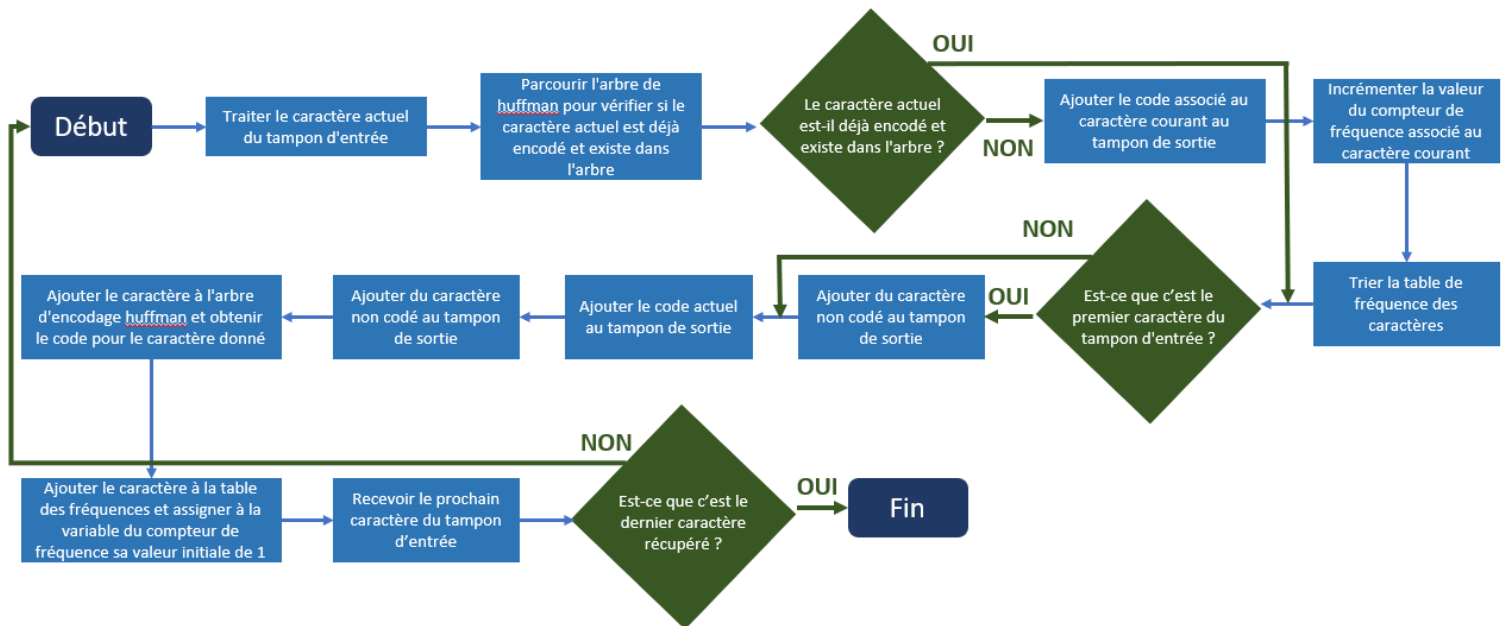 Début
Traiter le caractère actuel
du tampon d'entrée
Parcourir l'arbre de
huffman pour vérifier si le
caractère actuel est déjà
encodé et existe dans
l'arbre
Le caractère actuel
est-il déjà encodé et
existe dans l'arbre ?
OUI
NON
Ajouter le code associé au
caractère courant au
tampon de sortie
Incrémenter la valeur
du compteur de
fréquence associé au
caractère courant
Trier la table de
fréquence des
caractères
Est-ce que c’est le
premier caractère du
tampon d'entrée ?
NON
OUI
Ajouter du caractère
non codé au tampon
de sortie
Ajouter le code actuel
au tampon de sortie
Ajouter du caractère
non codé au tampon
de sortie
Ajouter le caractère à l'arbre
d'encodage huffman et obtenir
le code pour le caractère donné
Ajouter le caractère à la table
des fréquences et assigner à la
variable du compteur de
fréquence sa valeur initiale de 1
Recevoir le prochain
caractère du tampon
d’entrée
Est-ce que c’est le
dernier caractère
récupéré ?
NON
OUI
Fin